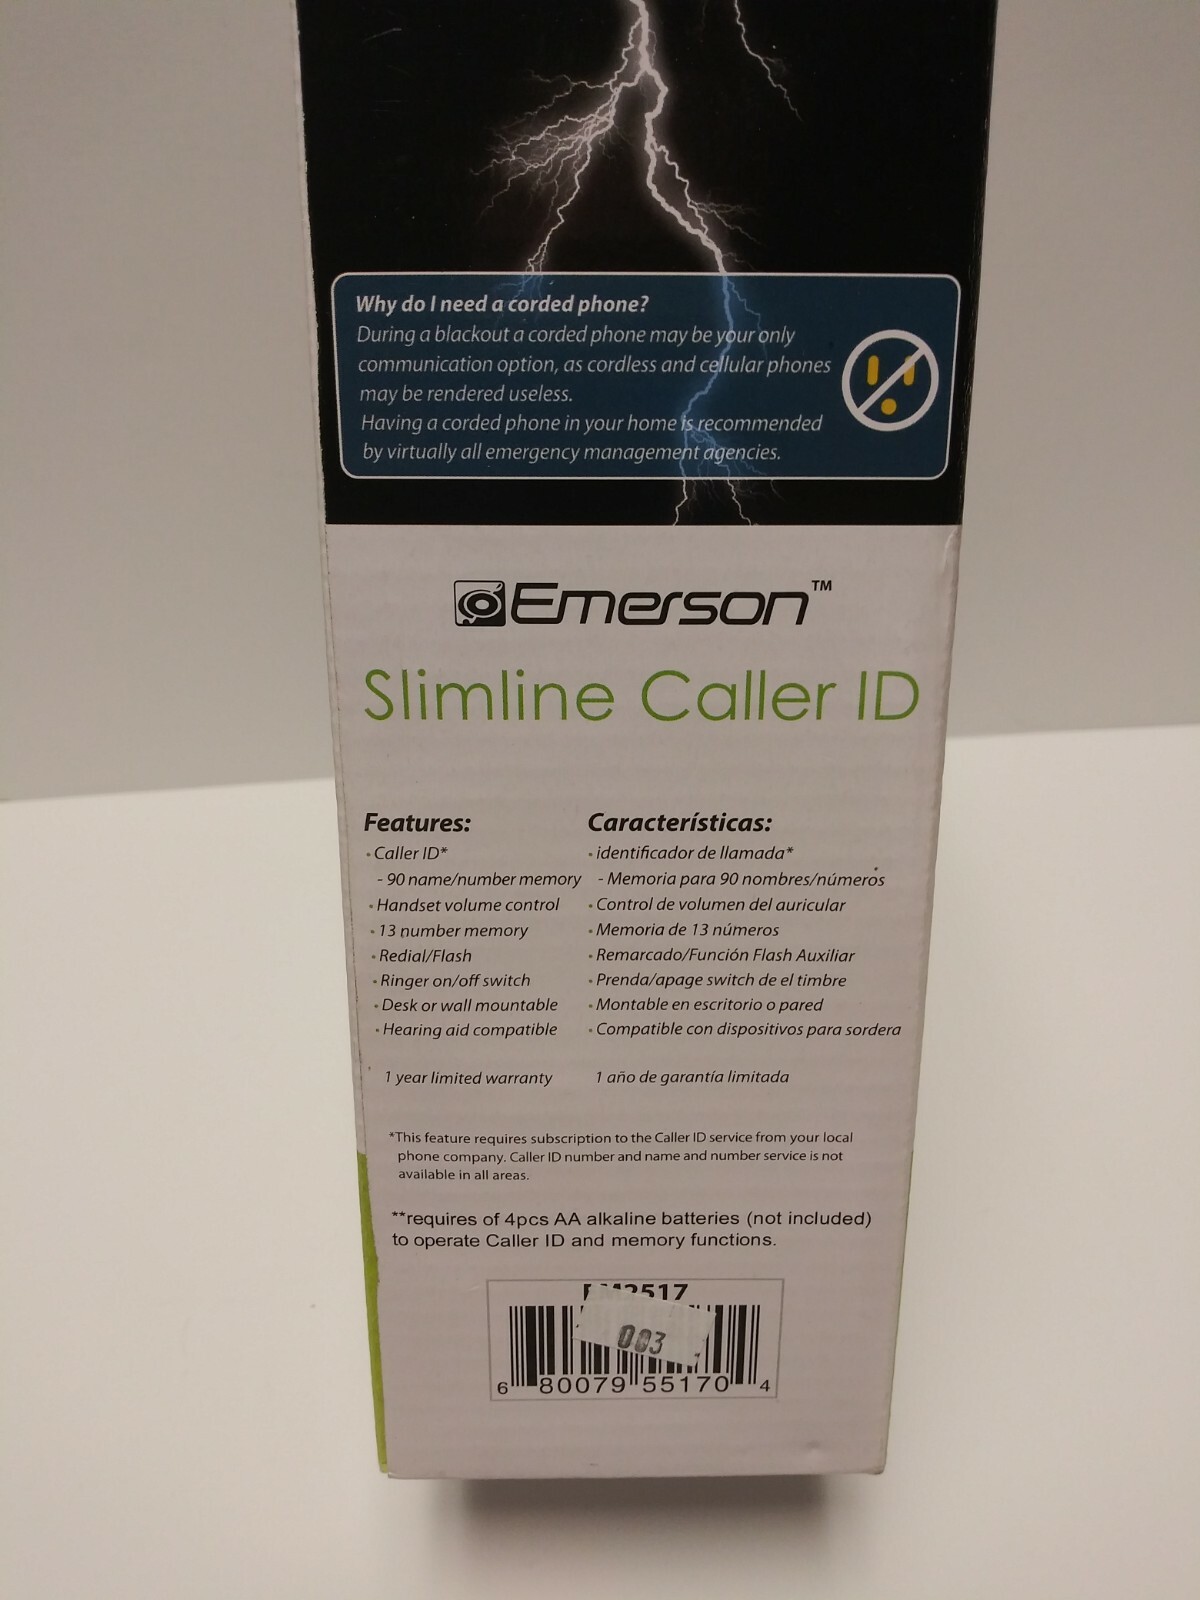 Why do I need a corded phone?
During a blackout a corded phone may be your only
communication option, as cordless and cellular phones
may be rendered useless.
Having a corded phone in your home is recommended
by virtually all emergency management agencies.
Emerson™
Slimline Caller ID
Features:
· Caller ID*
- 90 name/number memory
· Handset volume control
· 13 number memory
· Redial/Flash
· Ringer on/off switch
· Desk or wall mountable
· Hearing aid compatible
1 year limited warranty
Características:
· identificador de llamada*
- Memoria para 90 nombres/números
· Control de volumen del auricular
· Memoria de 13 números
· Remarcado/Función Flash Auxiliar
· Prenda/apage switch de el timbre
· Montable en escritorio o pared
· Compatible con dispositivos para sordera
1 año de garantía limitada
*This feature requires subscription to the Caller ID service from your local
phone company. Caller ID number and name and number service is not
available in all areas.
**requires of 4pcs AA alkaline batteries (not included)
to operate Caller ID and memory functions.
003
6 80079 55170 4